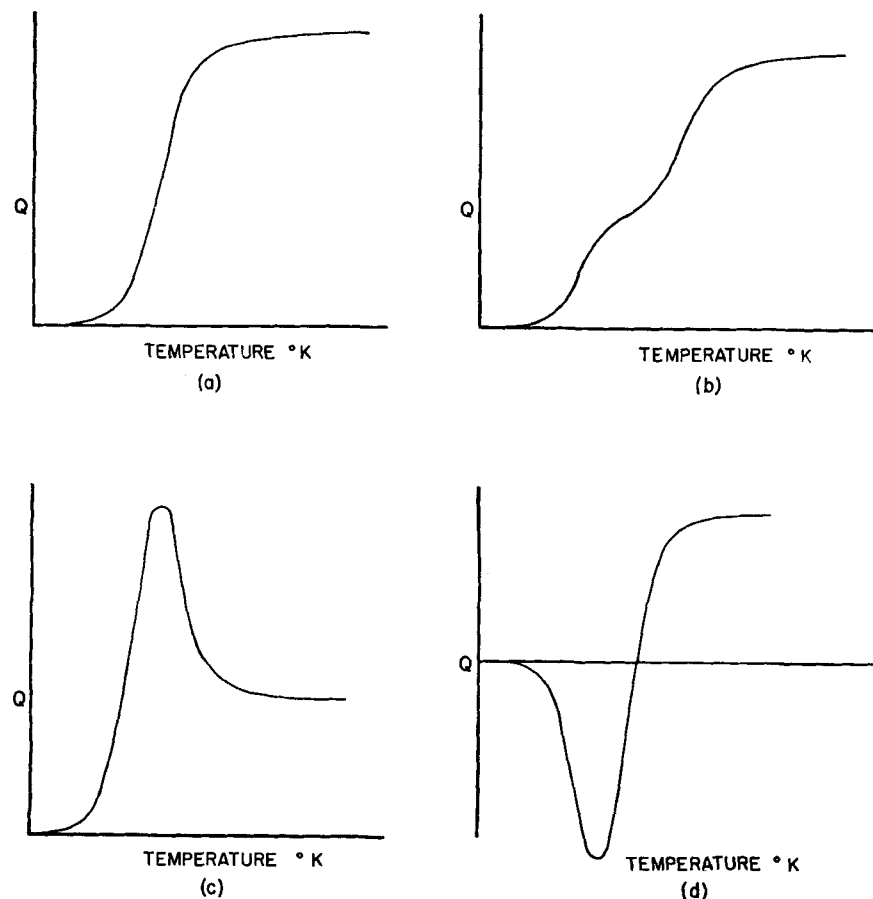 Q
TEMPERATURE °K
(a)
Q
TEMPERATURE °K
(b)
Q
TEMPERATURE °K
(c)
Q
TEMPERATURE °K
(d)